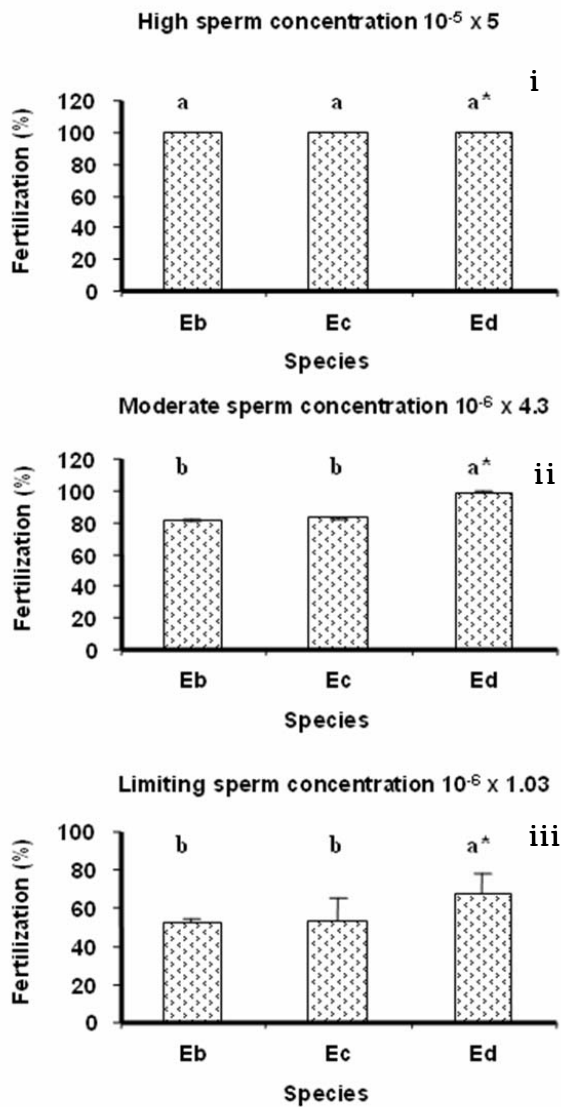 High sperm concentration 10⁻⁵ x 5
i
120
100
80
60
40
20
0
Fertilization (%)
a a a*
Eb Ec Ed
Species
Moderate sperm concentration 10⁻⁶ x 4.3
ii
120
100
80
60
40
20
0
Fertilization (%)
b b a*
Eb Ec Ed
Species
Limiting sperm concentration 10⁻⁶ x 1.03
iii
100
80
60
40
20
0
Fertilization (%)
b b a*
Eb Ec Ed
Species